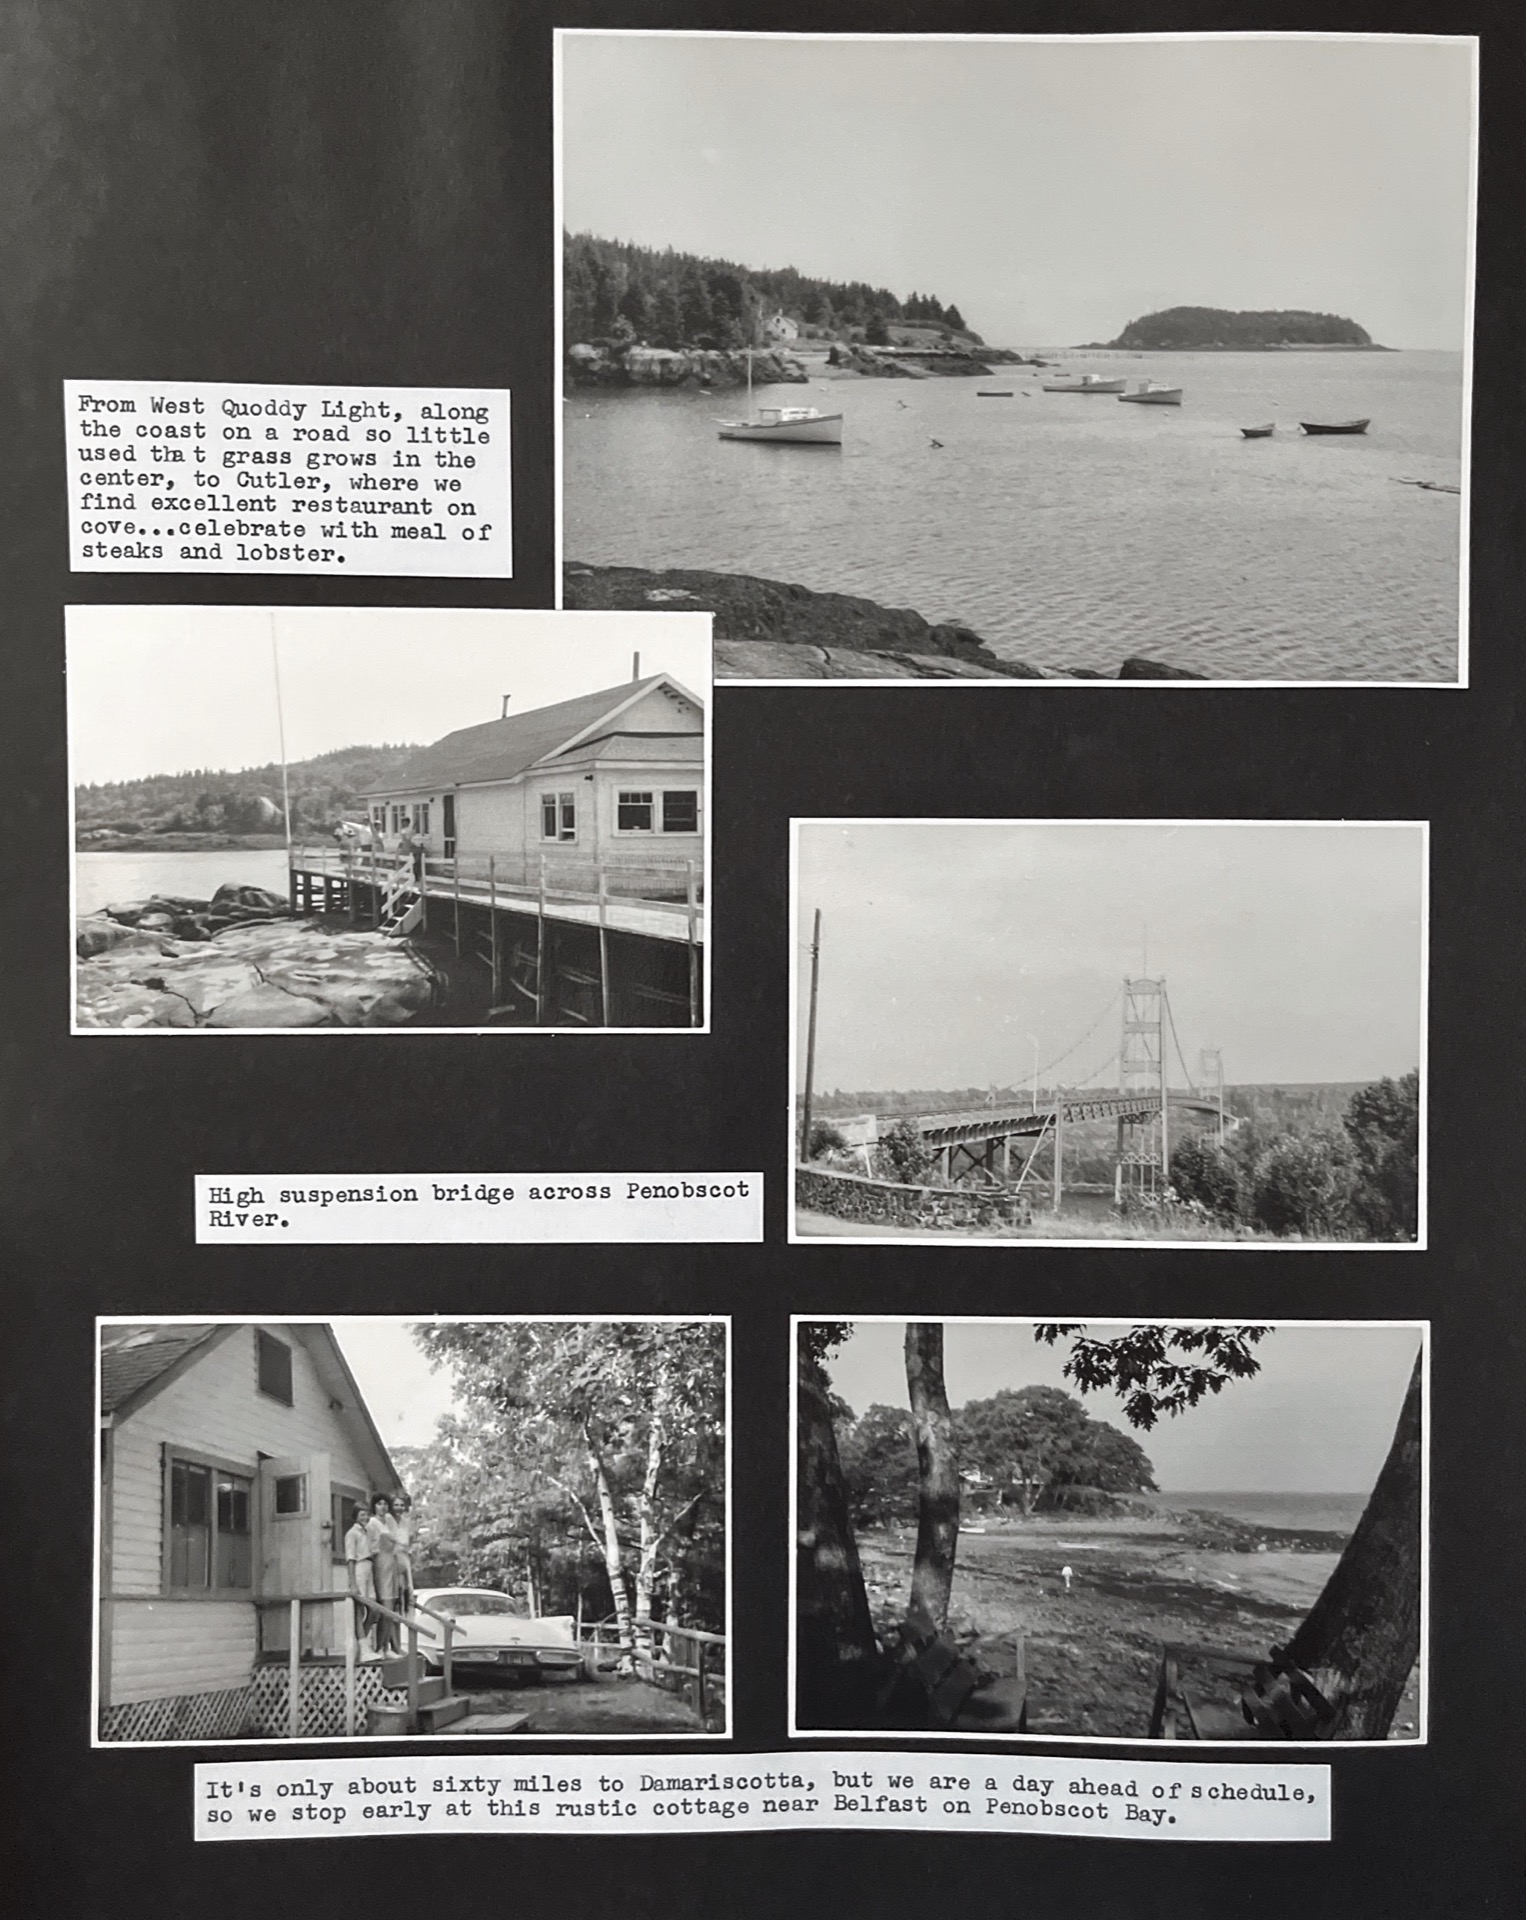 From West Quoddy Light, along
the coast on a road so little
used that grass grows in the
center, to Cutler, where we
find excellent restaurant on
cove...celebrate with meal of
steaks and lobster.
High suspension bridge across Penobscot
River.
It's only about sixty miles to Damariscotta, but we are a day ahead of schedule,
so we stop early at this rustic cottage near Belfast on Penobscot Bay.